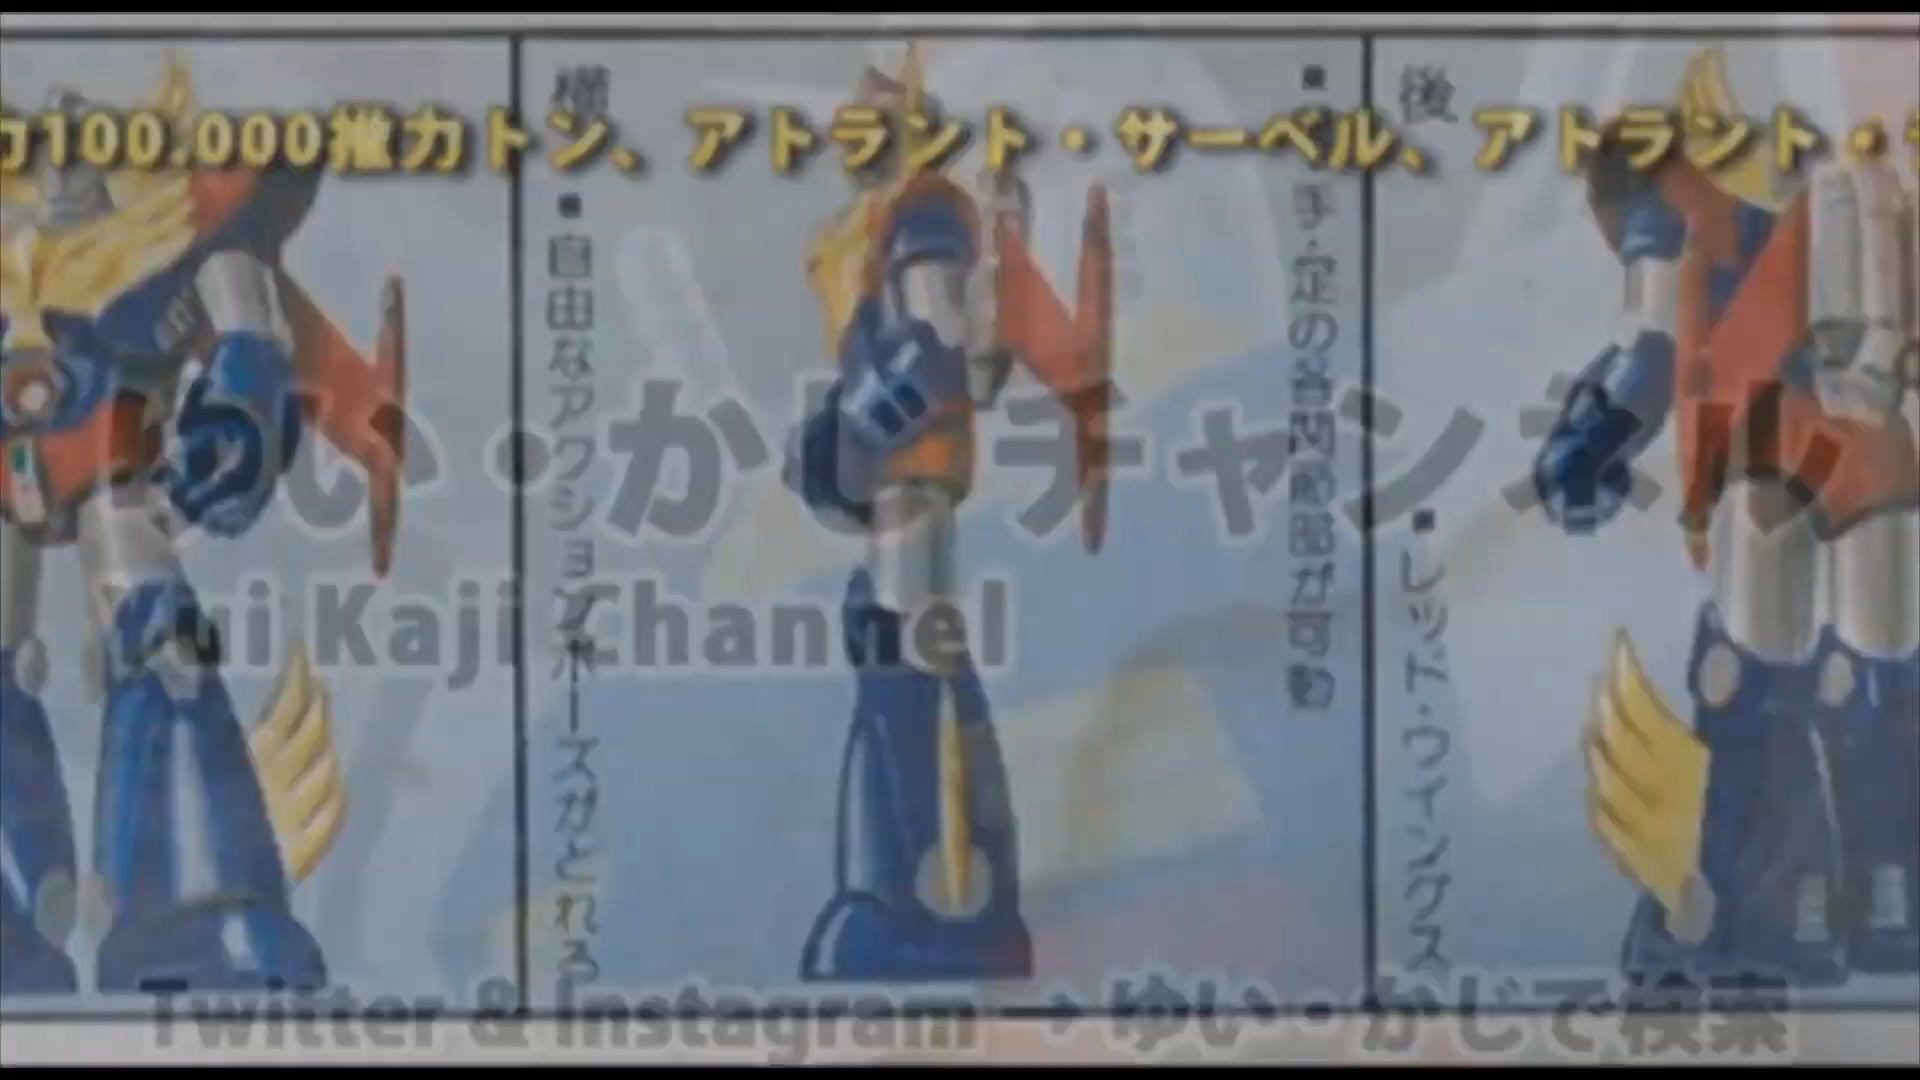 力100.000推力トン、アトラント・サーベル、アトラント・
横
■自由なアクションポーズがとれる
■手・足の各関節部が可動
後
■レッド・ウィングス
ゆい・かじチャンネル
Yui Kaji Channel
Twitter & Instagram → ゆい・かじで検索